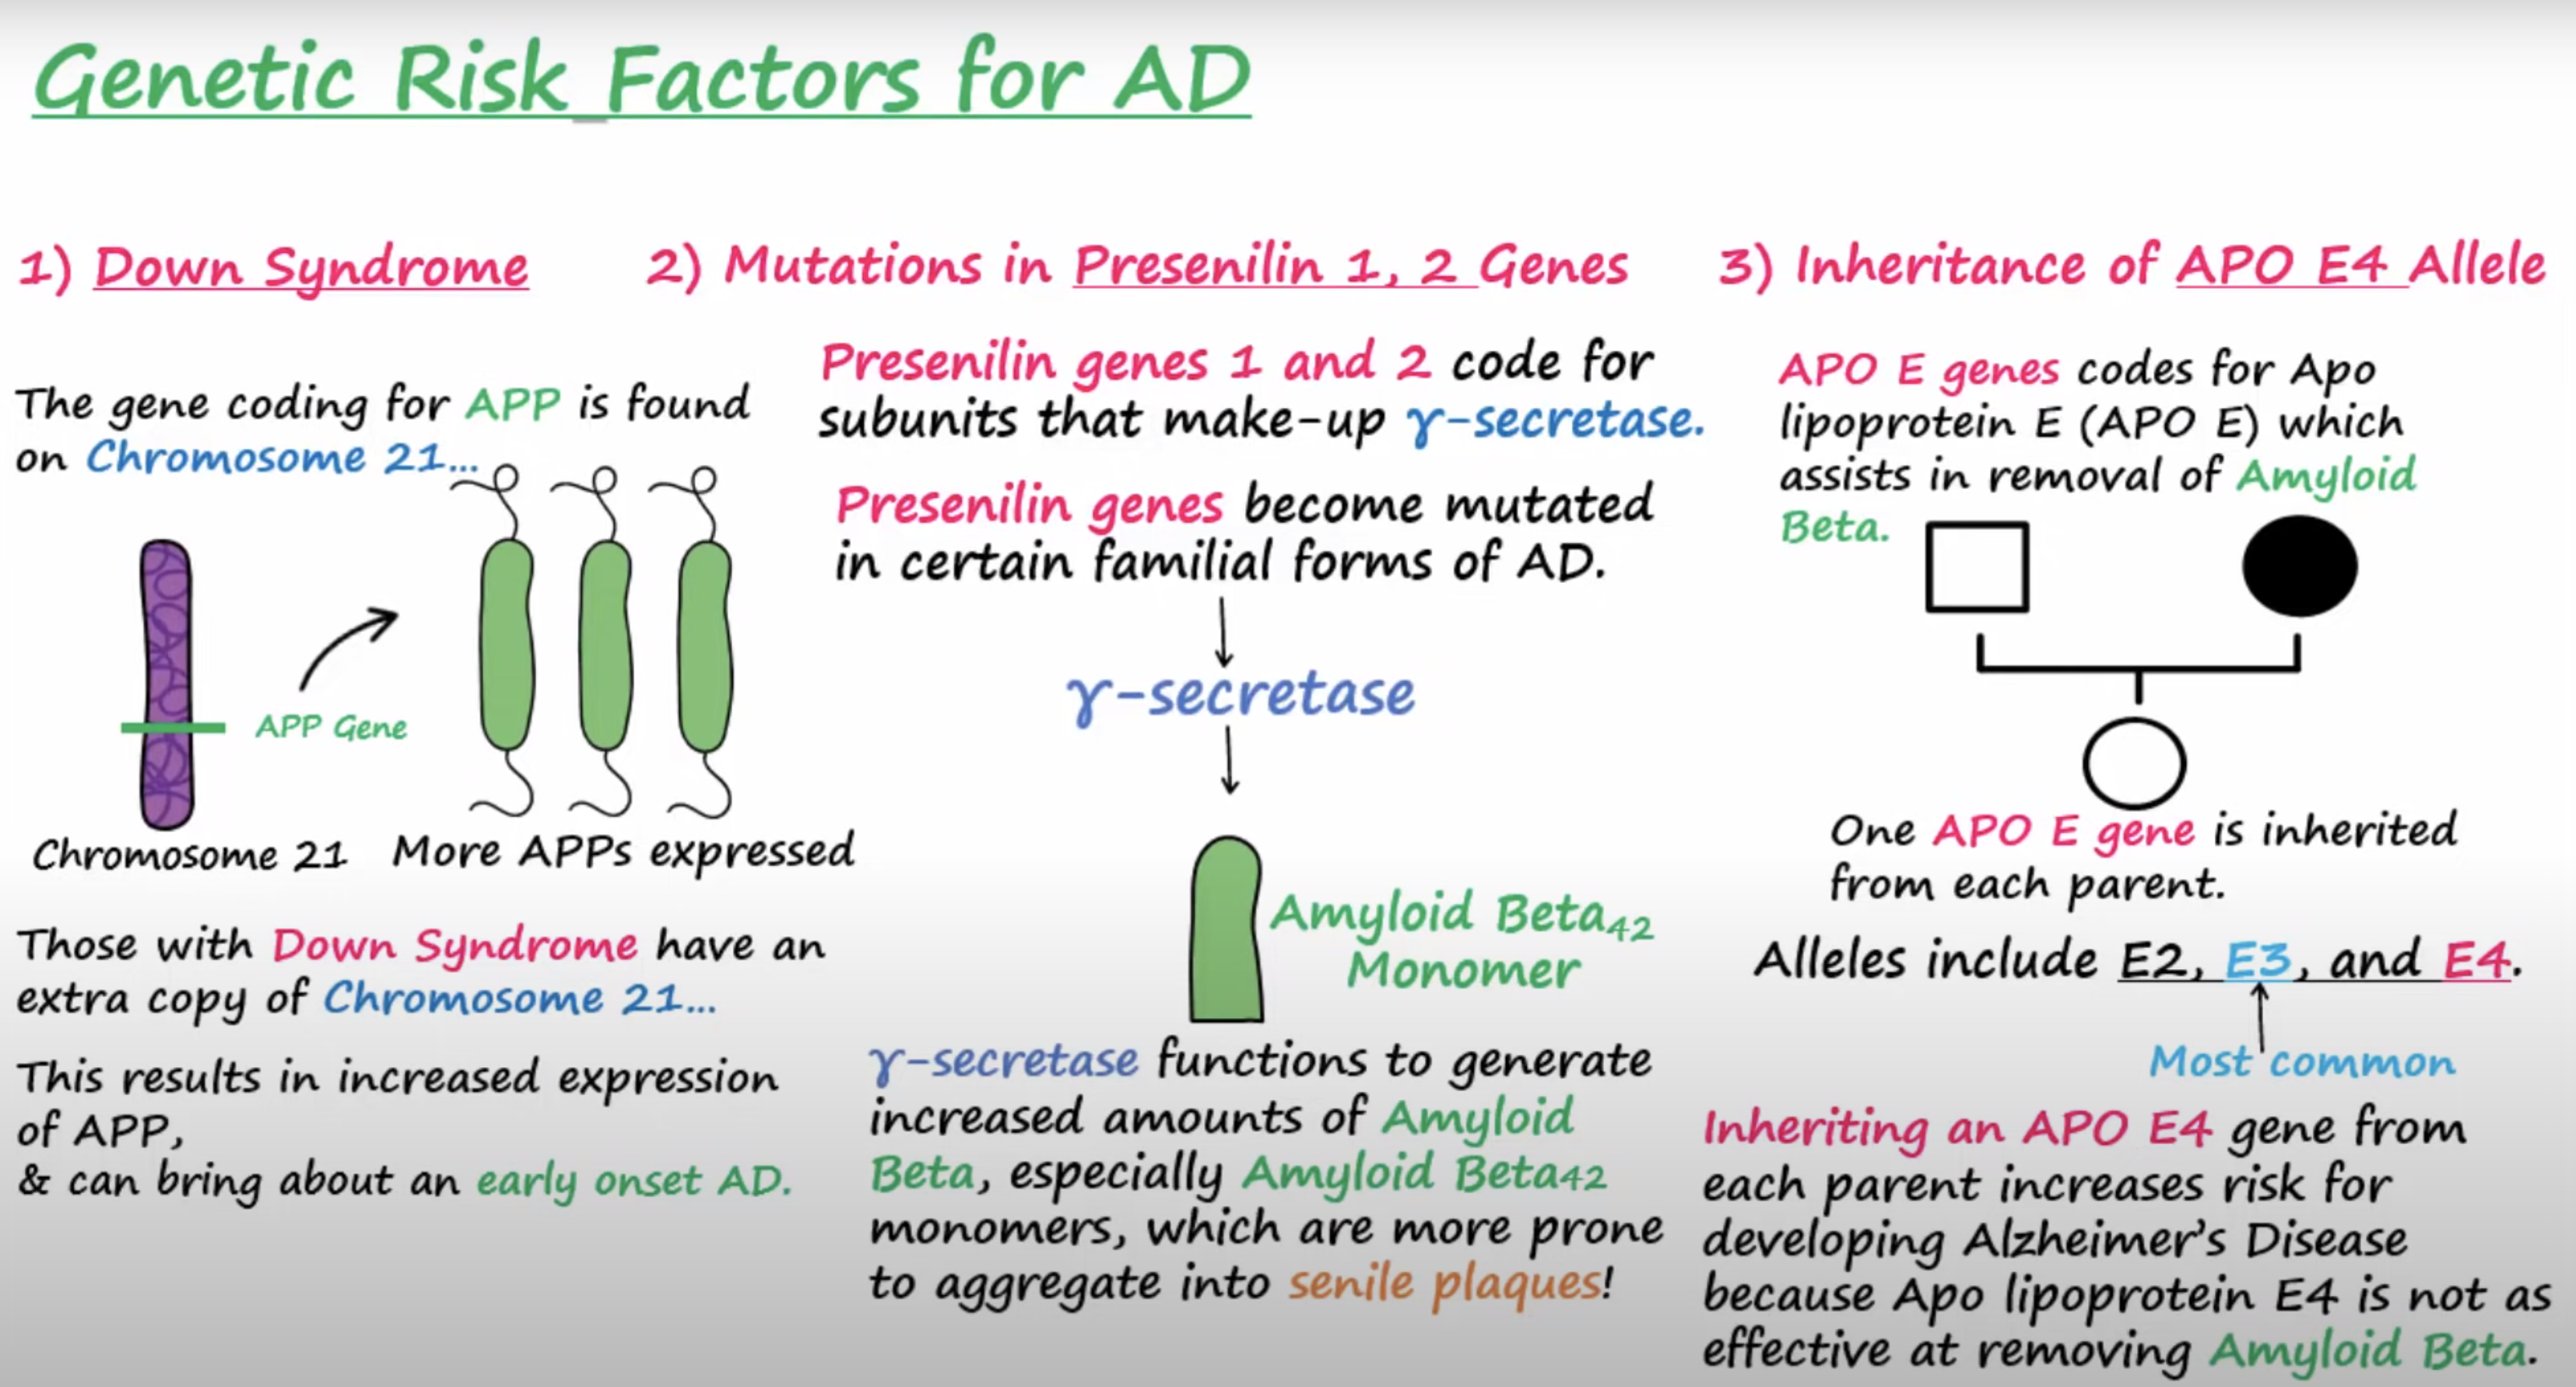 Genetic Risk Factors for AD
1) Down Syndrome
The gene coding for APP is found
on Chromosome 21...
APP Gene
Chromosome 21
More APPs expressed
Those with Down Syndrome have an
extra copy of Chromosome 21...
This results in increased expression
of APP,
& can bring about an early onset AD.
2) Mutations in Presenilin 1, 2 Genes
Presenilin genes 1 and 2 code for
subunits that make-up γ-secretase.
Presenilin genes become mutated
in certain familial forms of AD.
γ-secretase
Amyloid Beta42
Monomer
γ-secretase functions to generate
increased amounts of Amyloid
Beta, especially Amyloid Beta42
monomers, which are more prone
to aggregate into senile plaques!
3) Inheritance of APO E4 Allele
APO E genes codes for Apo
lipoprotein E (APO E) which
assists in removal of Amyloid
Beta.
One APO E gene is inherited
from each parent.
Alleles include E2, E3, and E4.
Most common
Inheriting an APO E4 gene from
each parent increases risk for
developing Alzheimer's Disease
because Apo lipoprotein E4 is not as
effective at removing Amyloid Beta.